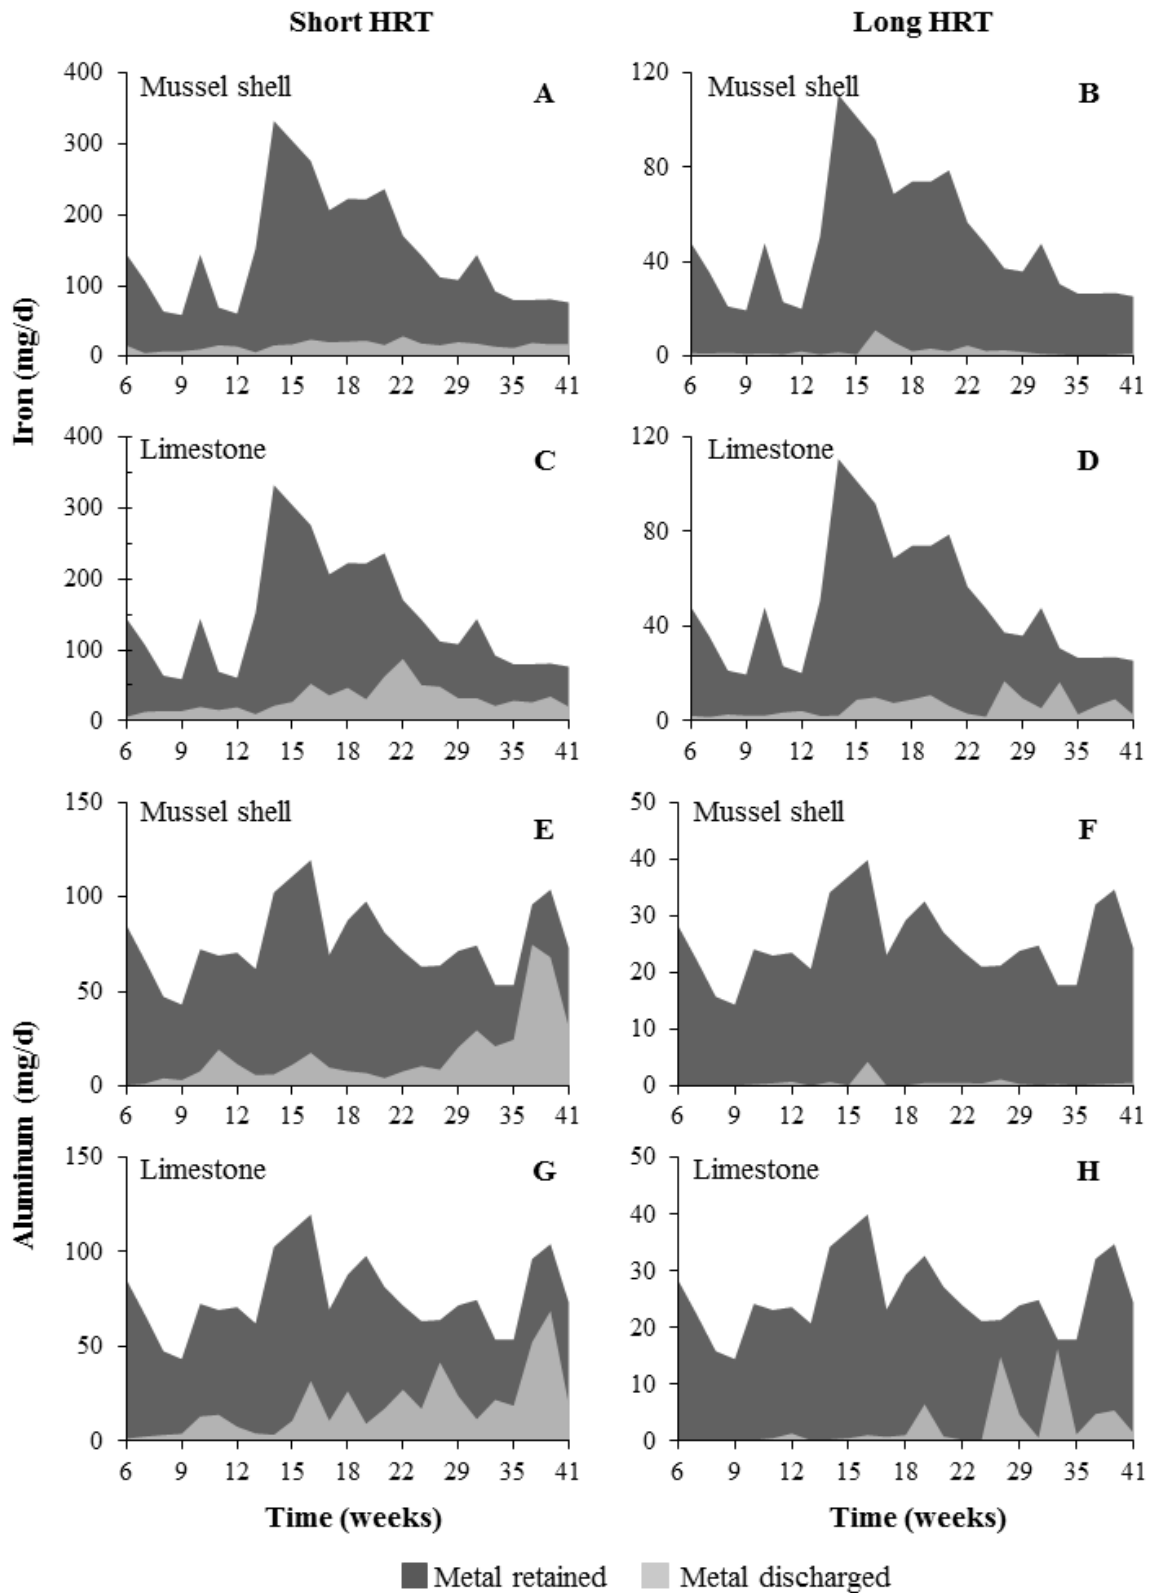 Short HRT
Long HRT
Iron (mg/d)
Aluminum (mg/d)
400
300
200
100
0
Mussel shell
A
6 9 12 15 18 22 29 35 41
120
80
40
0
Mussel shell
B
6 9 12 15 18 22 29 35 41
400
300
200
100
0
Limestone
C
6 9 12 15 18 22 29 35 41
120
80
40
0
Limestone
D
6 9 12 15 18 22 29 35 41
150
100
50
0
Mussel shell
E
6 9 12 15 18 22 29 35 41
50
40
30
20
10
0
Mussel shell
F
6 9 12 15 18 22 29 35 41
150
100
50
0
Limestone
G
6 9 12 15 18 22 29 35 41
50
40
30
20
10
0
Limestone
H
6 9 12 15 18 22 29 35 41
Time (weeks)
Time (weeks)
Metal retained
Metal discharged